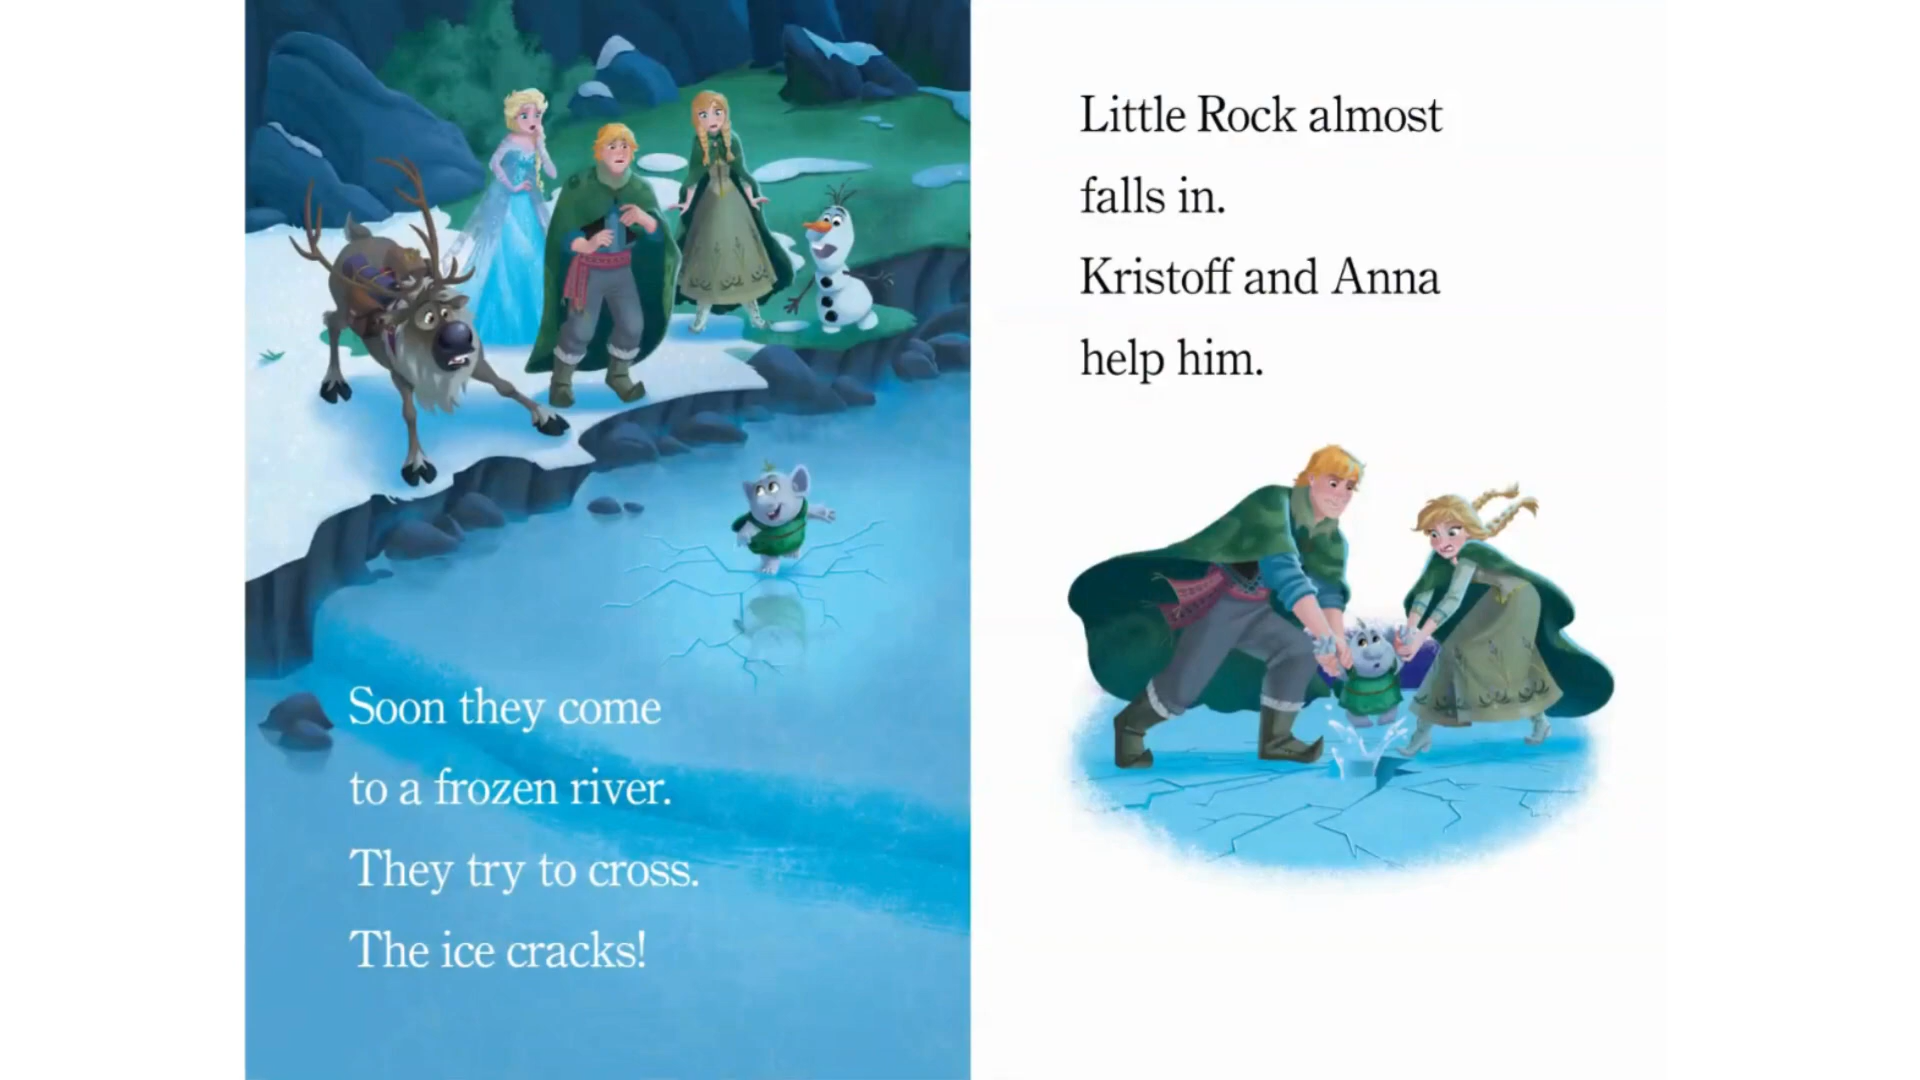 Soon they come
to a frozen river.
They try to cross.
The ice cracks!
Little Rock almost
falls in.
Kristoff and Anna
help him.